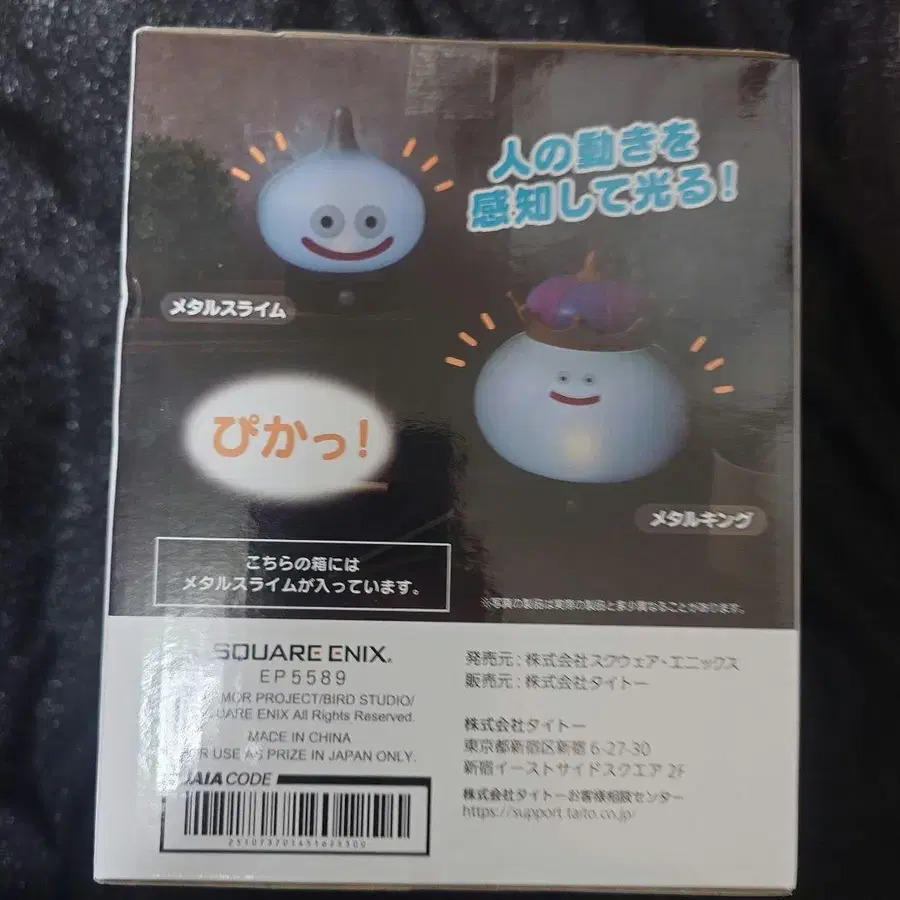 人の動きを
感知して光る!
メタルスライム
ぴかっ!
メタルキング
こちらの箱には
メタルスライムが入っています。
※写真の製品は実際の製品と多少異なることがあります。
SQUARE ENIX.
EP5589
MOR PROJECT/BIRD STUDIO/
UARE ENIX All Rights Reserved.
MADE IN CHINA
FOR USE AS PRIZE IN JAPAN ONLY.
JAIA CODE
発売元:株式会社スクウェア・エニックス
販売元:株式会社タイトー
株式会社タイトー
東京都新宿区新宿 6-27-30
新宿イーストサイドスクエア 2F
株式会社タイトーお客様相談センター
https://support.taito.co.jp/